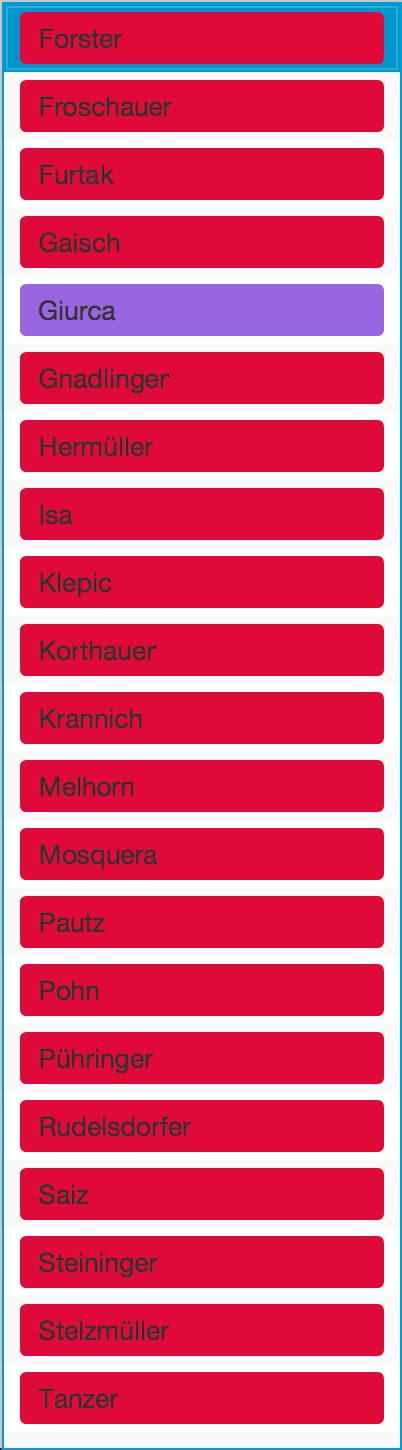 Forster
Froschauer
Furtak
Gaisch
Giurca
Gnadlinger
Hermüller
Isa
Klepic
Korthauer
Krannich
Melhorn
Mosquera
Pautz
Pohn
Pühringer
Rudelsdorfer
Saiz
Steininger
Stelzmüller
Tanzer